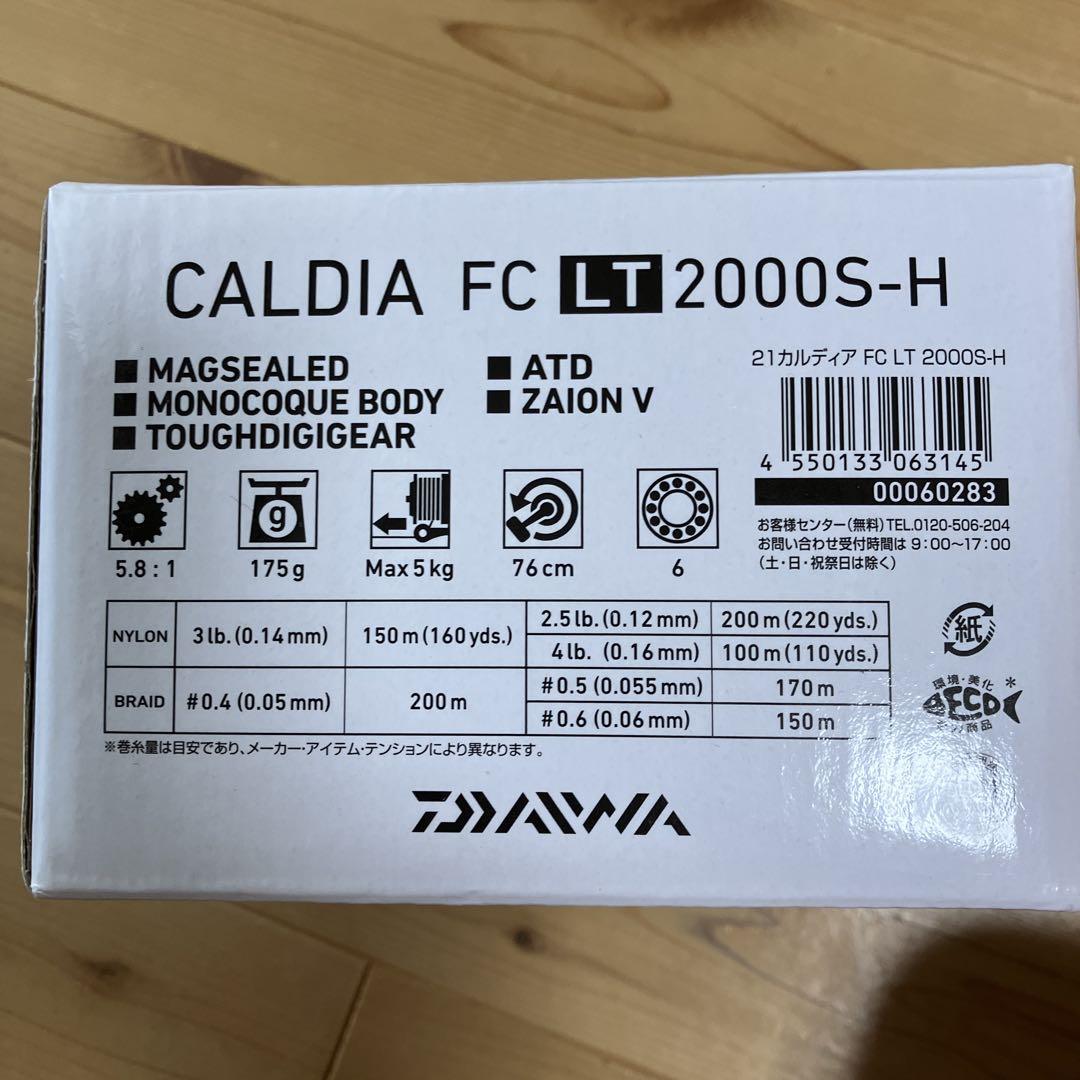 CALDIA FC LT 2000S-H
■ MAGSEALED
■ MONOCOQUE BODY
■ TOUGHDIGIGEAR
■ ATD
■ ZAION V
21カルディア FC LT 2000S-H
4 550133 063145
00060283
お客様センター(無料)TEL.0120-506-204
お問い合わせ受付時間は 9:00～17:00
(土・日・祝祭日は除く)
g
5.8 : 1
175g
Max 5 kg
76 cm
6
NYLON 3 lb. (0.14 mm) 150 m (160 yds.) 2.5 lb. (0.12 mm) 200 m (220 yds.)
4 lb. (0.16 mm) 100 m (110 yds.)
BRAID #0.4 (0.05 mm) 200 m #0.5 (0.055 mm) 170 m
#0.6 (0.06 mm) 150 m
※巻糸量は目安であり、メーカー・アイテム・テンションにより異なります。
紙
環境・美化
ECO
商品
DAIWA